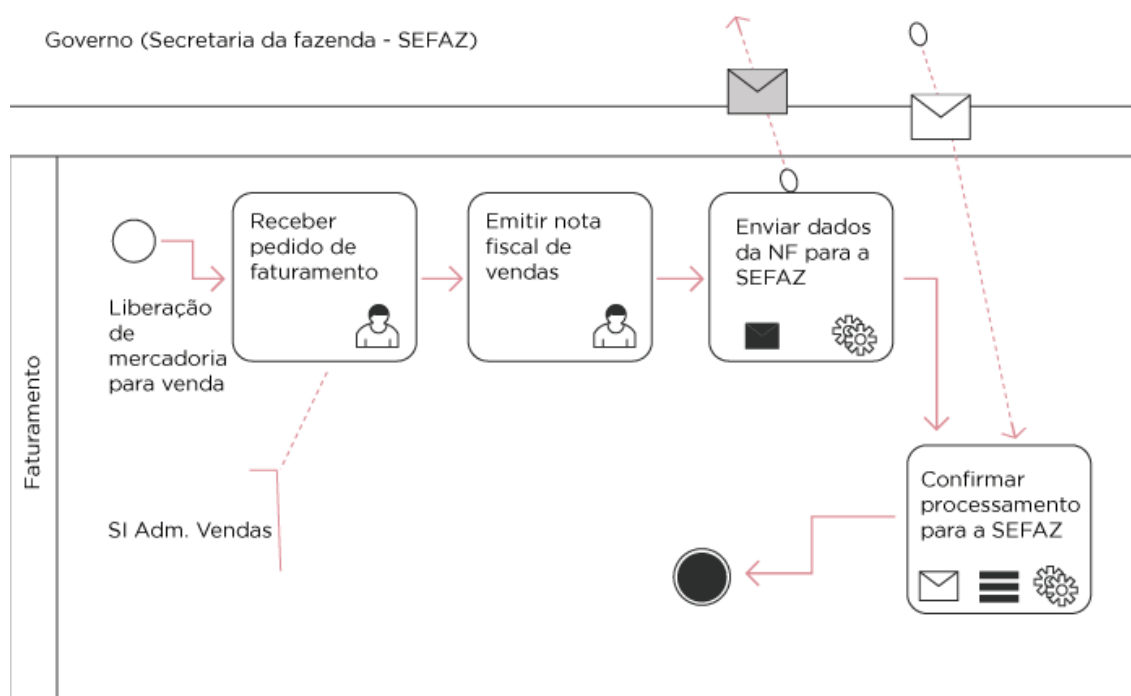 Governo (Secretaria da fazenda - SEFAZ)
Faturamento
Liberação
de
mercadoria
para venda
Receber
pedido de
faturamento
Emitir nota
fiscal de
vendas
Enviar dados
da NF para a
SEFAZ
SI Adm. Vendas
Confirmar
processamento
para a SEFAZ